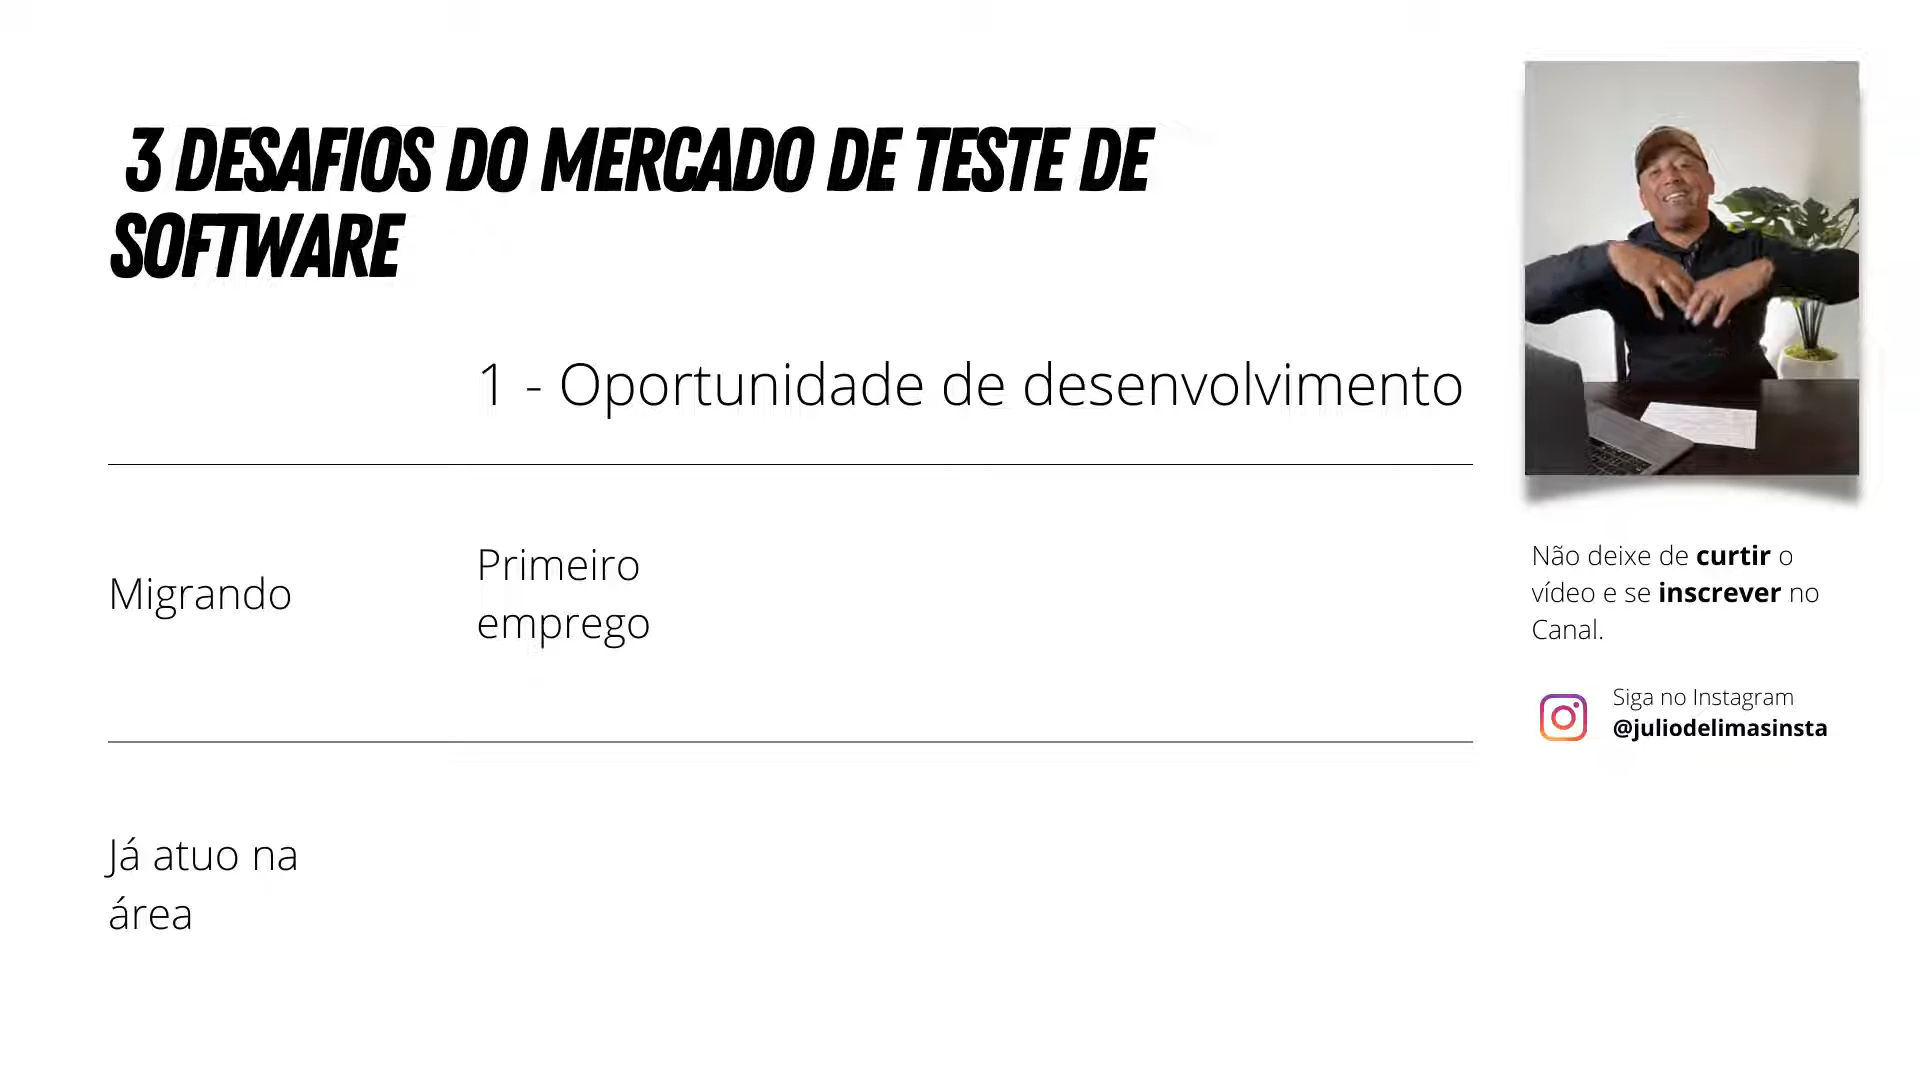 3 DESAFIOS DO MERCADO DE TESTE DE
SOFTWARE
1 - Oportunidade de desenvolvimento
Migrando
Primeiro
emprego
Já atuo na
área
Não deixe de curtir o
vídeo e se inscrever no
Canal.
Siga no Instagram
@juliodelimasinsta